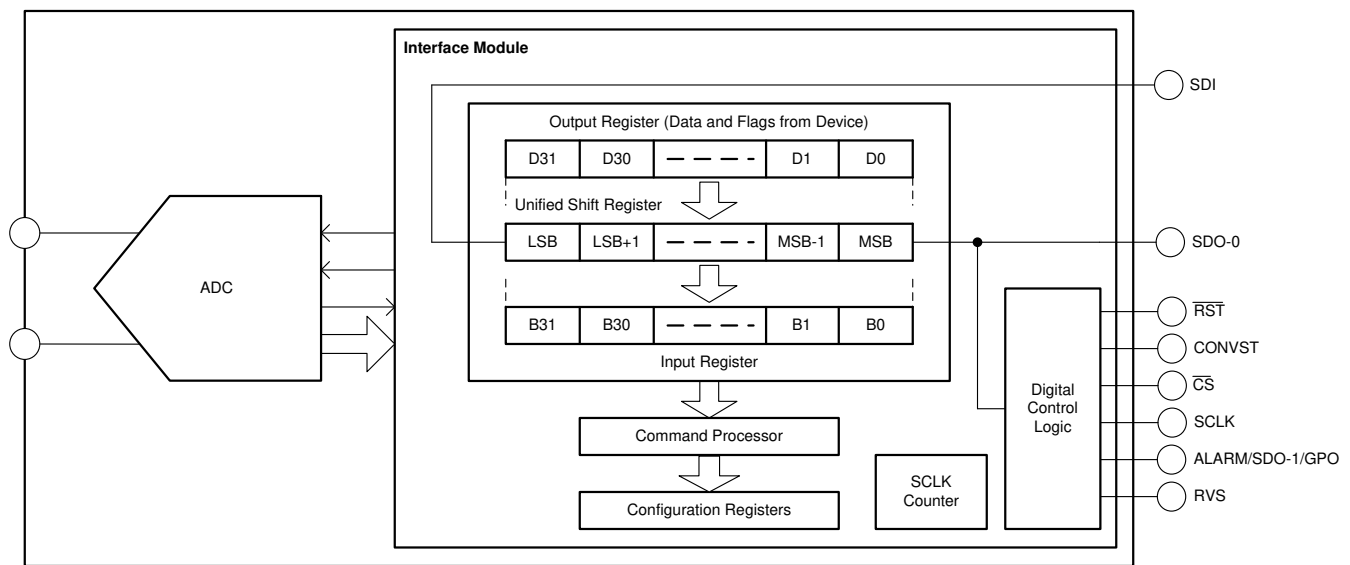 Interface Module
SDI
Output Register (Data and Flags from Device)
D31 D30 D1 D0
Unified Shift Register
LSB LSB+1 MSB-1 MSB
SDO-0
ADC
B31 B30 B1 B0
Input Register
RST
CONVST
CS
SCLK
ALARM/SDO-1/GPO
RVS
Digital
Control
Logic
Command Processor
SCLK
Counter
Configuration Registers